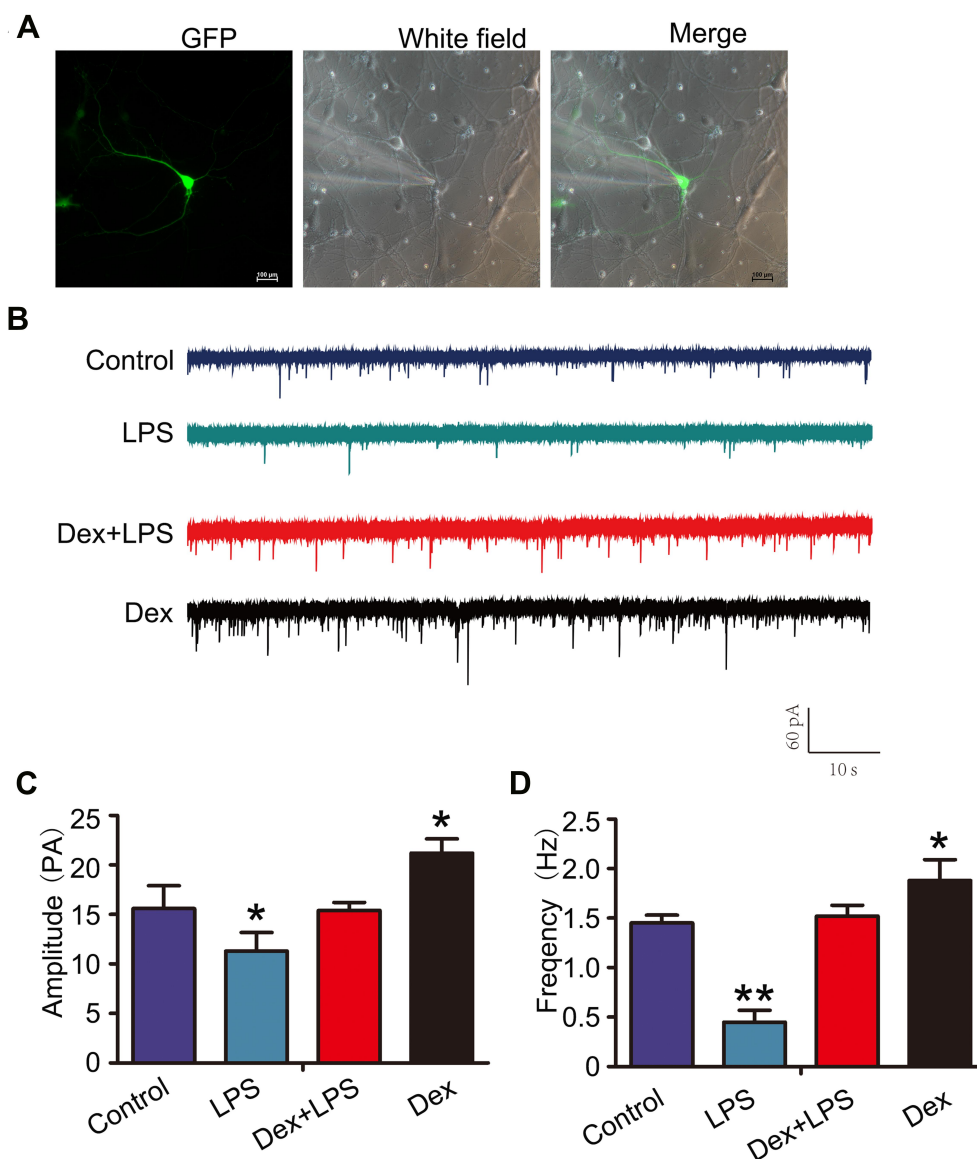 A
GFP
White field
Merge
100 μm
100 μm
B
Control
LPS
Dex+LPS
Dex
60 pA
10 s
C
Amplitude (PA)
25
20
15
10
5
0
*
*
Control
LPS
Dex+LPS
Dex
D
Freqency (Hz)
2.5
2.0
1.5
1.0
0.5
0
**
*
Control
LPS
Dex+LPS
Dex